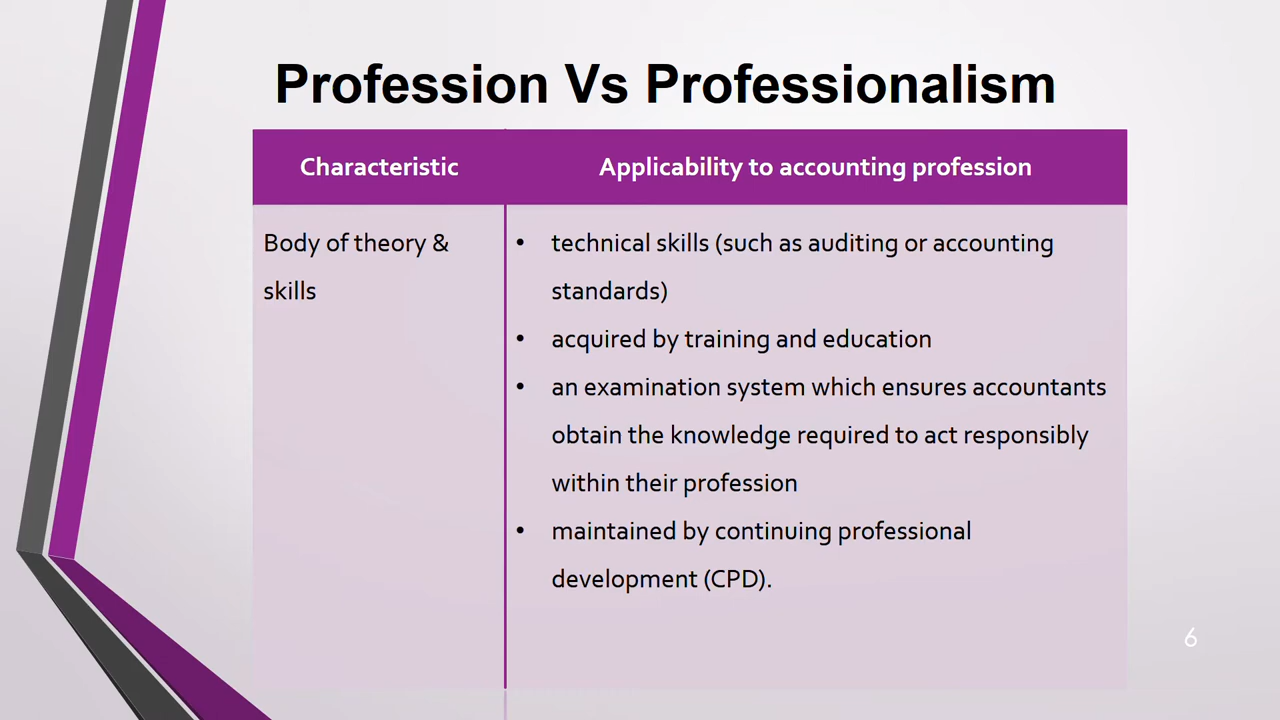 Profession Vs Professionalism
Characteristic
Applicability to accounting profession
Body of theory &
skills
• technical skills (such as auditing or accounting
standards)
• acquired by training and education
• an examination system which ensures accountants
obtain the knowledge required to act responsibly
within their profession
• maintained by continuing professional
development (CPD).
6